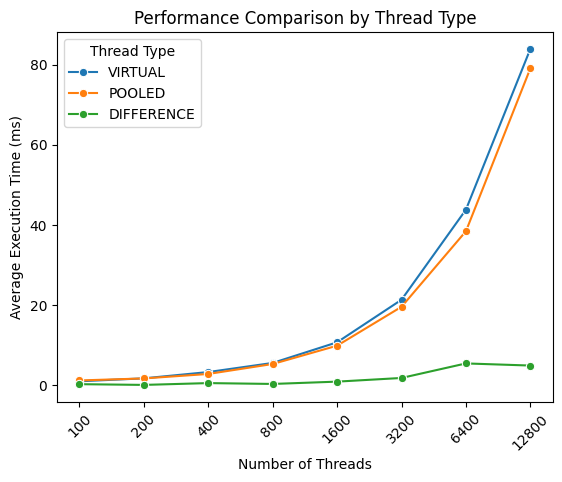 Performance Comparison by Thread Type
Thread Type
VIRTUAL
POOLED
DIFFERENCE
Average Execution Time (ms)
80
60
40
20
0
100
200
400
800
1600
3200
6400
12800
Number of Threads